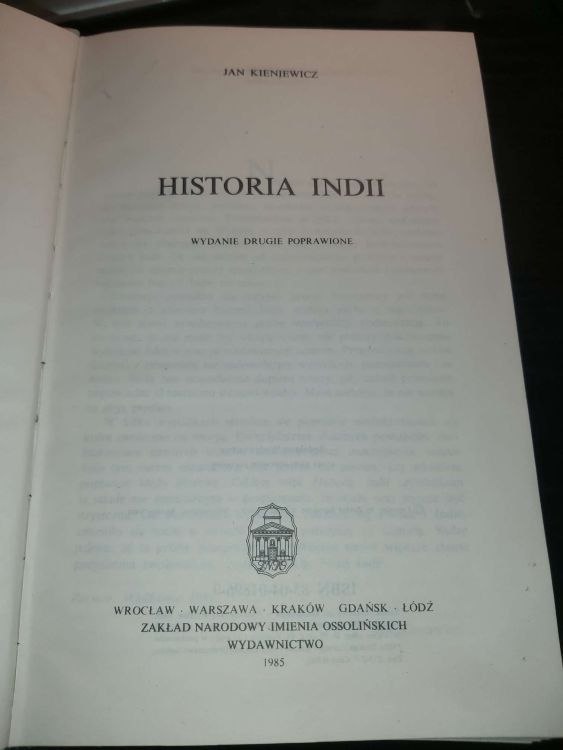 JAN KIENIEWICZ
HISTORIA INDII
WYDANIE DRUGIE POPRAWIONE
WROCŁAW · WARSZAWA · KRAKÓW GDAŃSK · ŁÓDŹ
ZAKŁAD NARODOWY IMIENIA OSSOLIŃSKICH
WYDAWNICTWO
1985